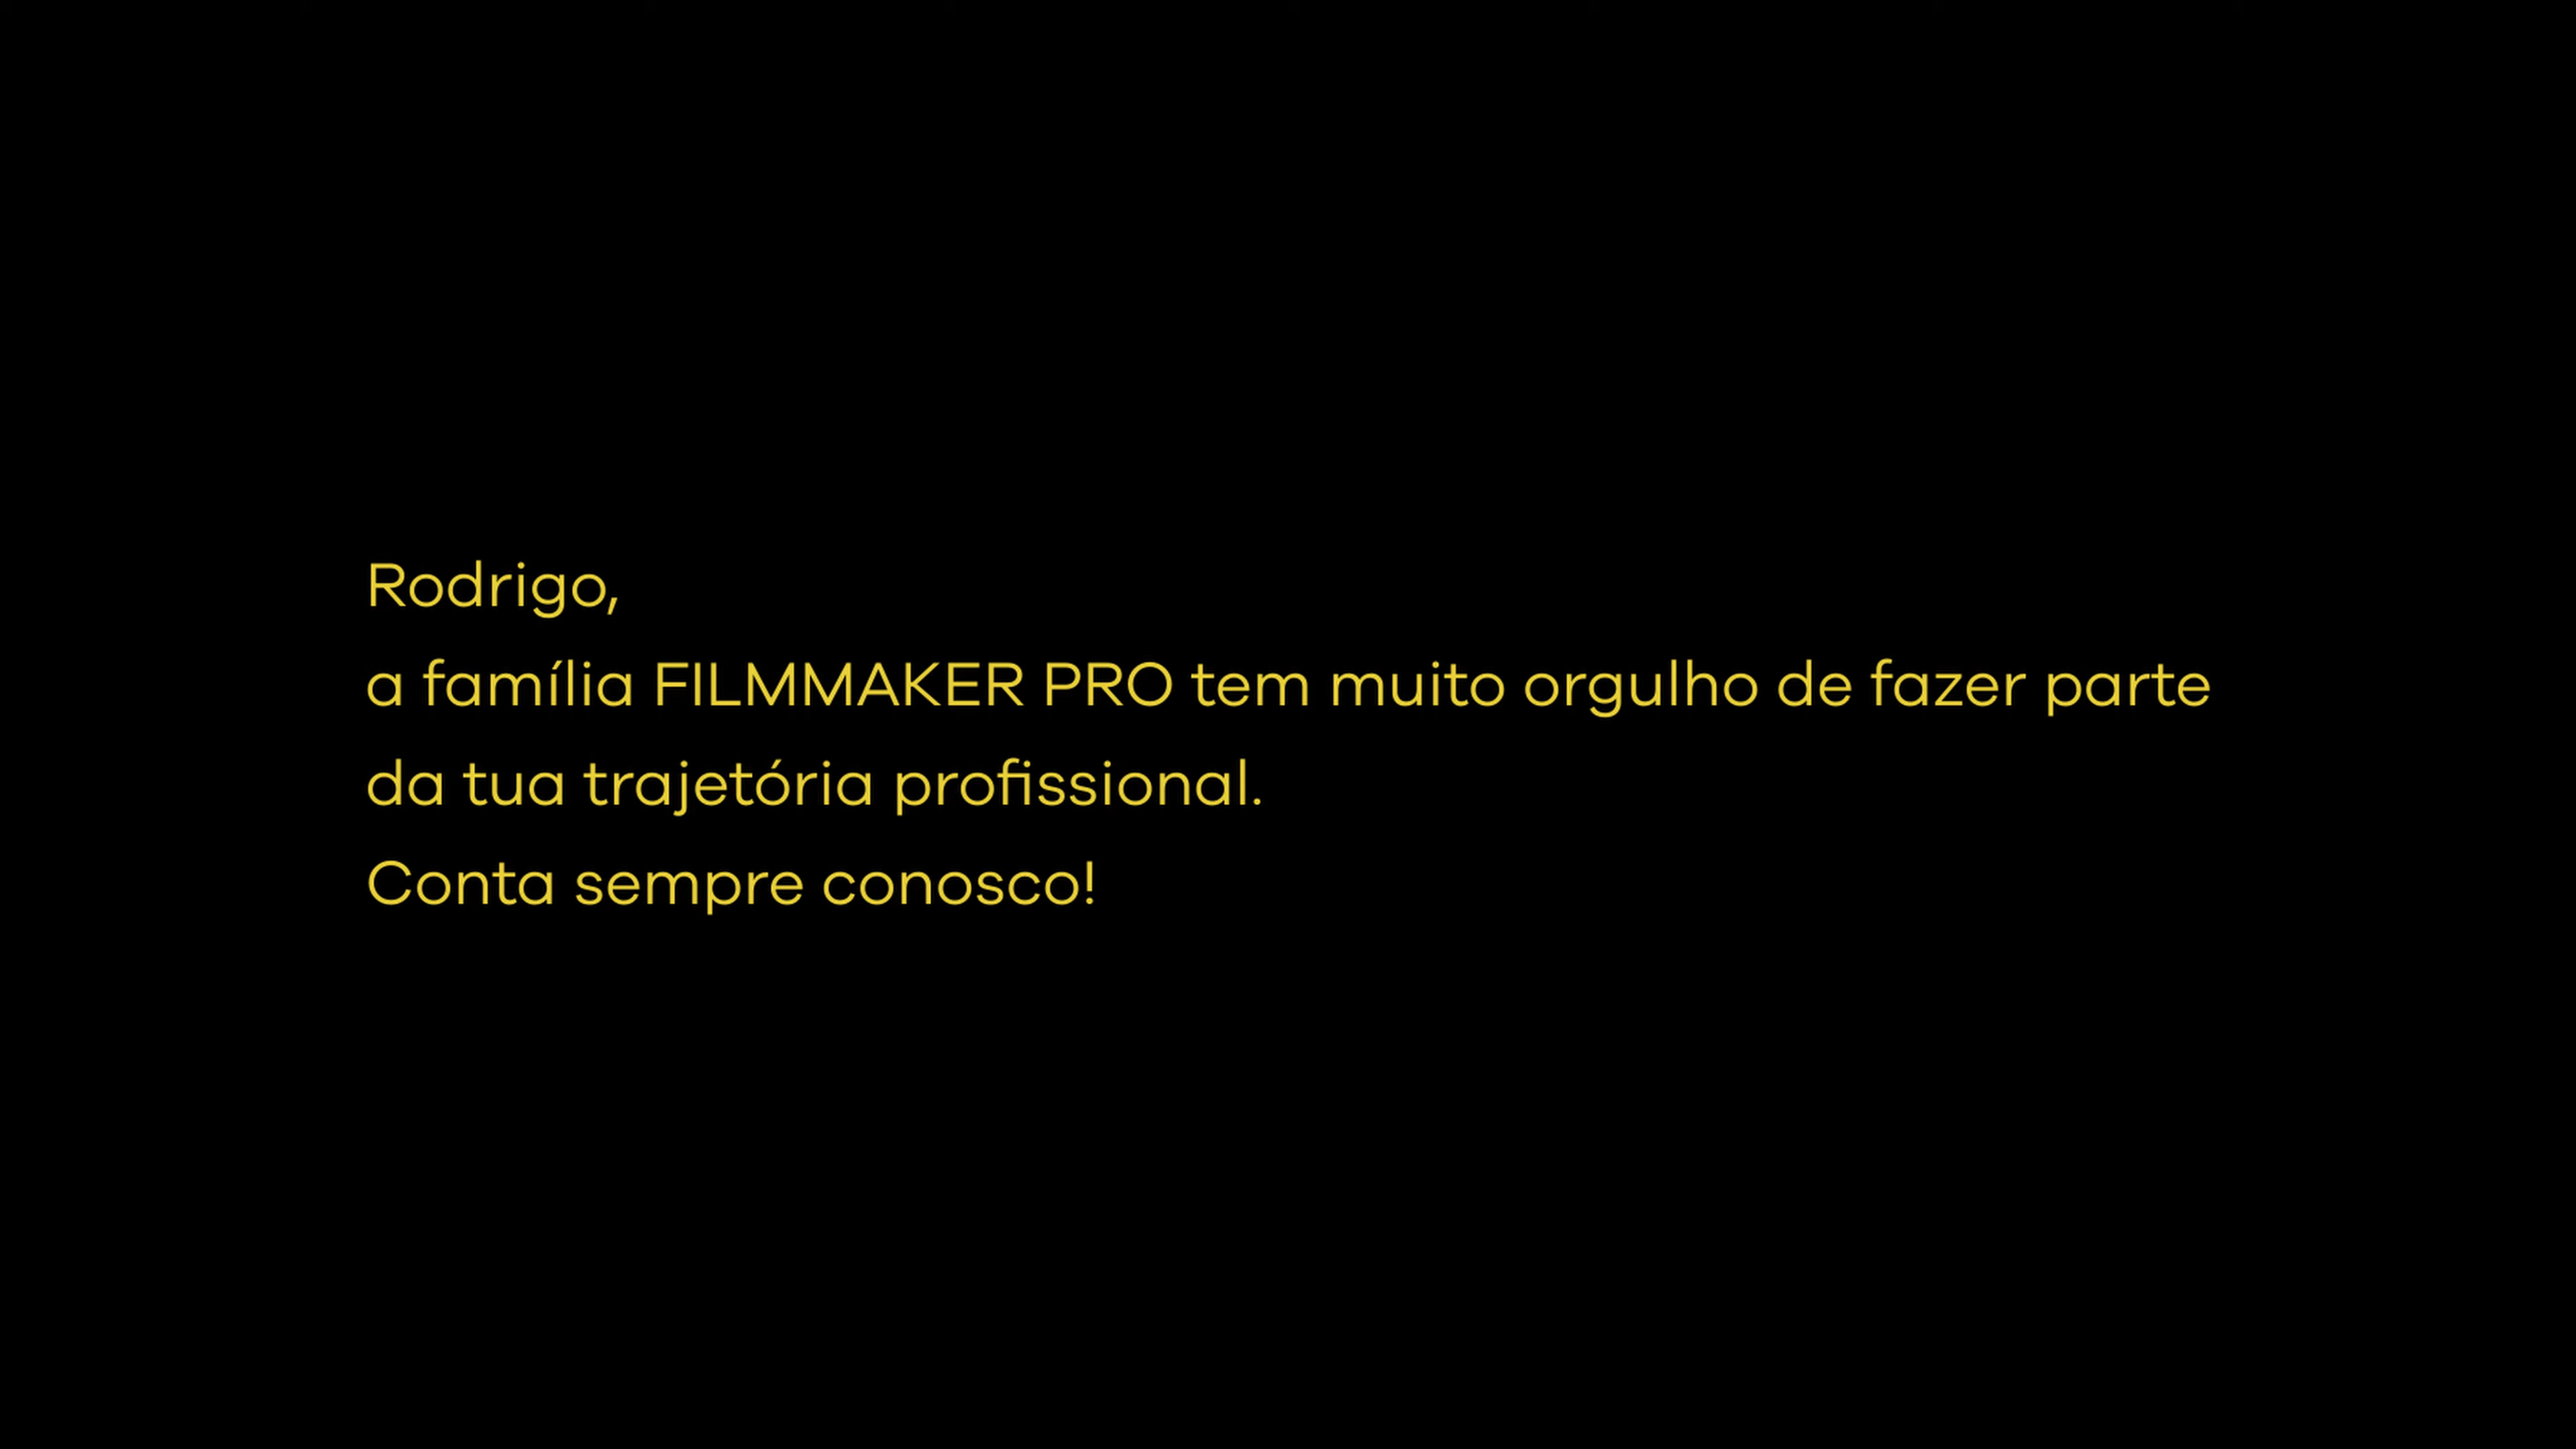 Rodrigo,
a família FILMMAKER PRO tem muito orgulho de fazer parte
da tua trajetória profissional.
Conta sempre conosco!